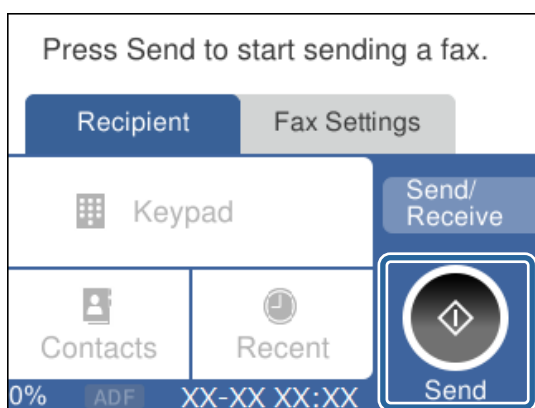 Press Send to start sending a fax.
Recipient
Fax Settings
Keypad
Send/
Receive
Contacts
Recent
Send
0%
ADF
XX-XX XX:XX